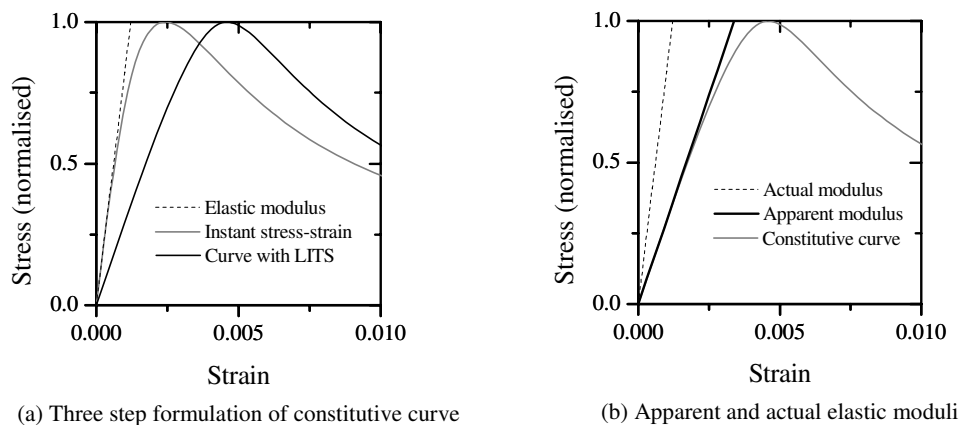 1.0
0.5
0.0
0.000 0.005 0.010
Stress (normalised)
Strain
Elastic modulus
Instant stress-strain
Curve with LITS
(a) Three step formulation of constitutive curve
1.0
0.5
0.0
0.000 0.005 0.010
Stress (normalised)
Strain
Actual modulus
Apparent modulus
Constitutive curve
(b) Apparent and actual elastic moduli